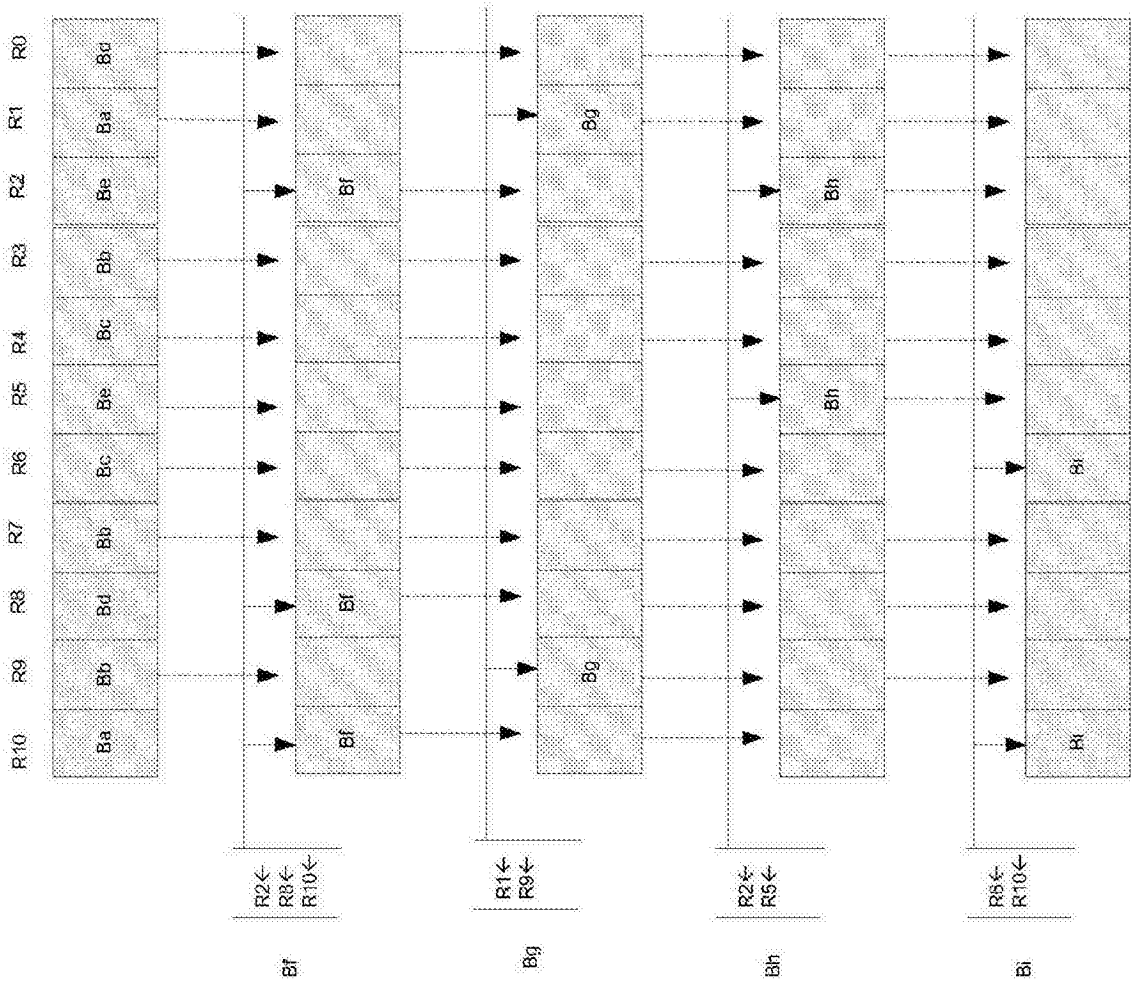 R10 R9 R8 R7 R6 R5 R4 R3 R2 R1 R0
Ba Bb Bd Bb Bc Be Bc Bb Be Ba Bd
R2←
Bf R8← Bf Bf Bf
R10←
R1←
Bg R9← Bg Bg
R2←
Bh R5← Bh Bh
R6←
Bi R10← Bi Bi